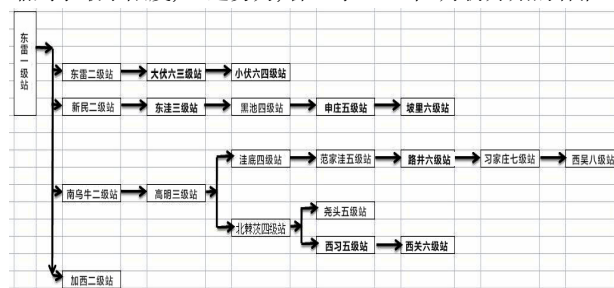 东雷一级站
东雷二级站 大伏六三级站 小伏六四级站
新民二级站 东洼三级站 黑池四级站 申庄五级站 坡里六级站
洼底四级站 范家洼五级站 路井六级站 习家庄七级站 西吴八级站
南乌牛二级站 高明三级站
尧头五级站
北棘茨四级站
西习五级站 西关六级站
加西二级站